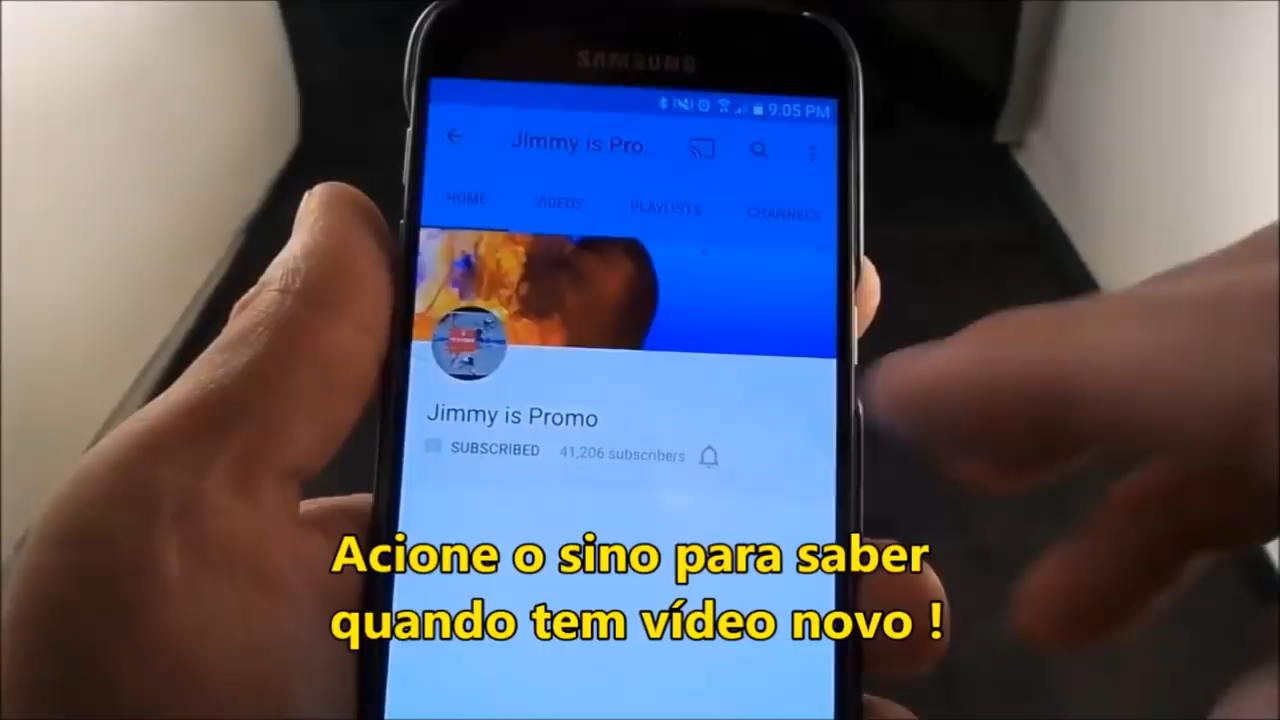 SAMSUNG
9:05 PM
Jimmy is Pro...
HOME VIDEOS PLAYLISTS CHANNELS
Jimmy is Promo
SUBSCRIBED 41,206 subscribers
Acione o sino para saber
quando tem vídeo novo !